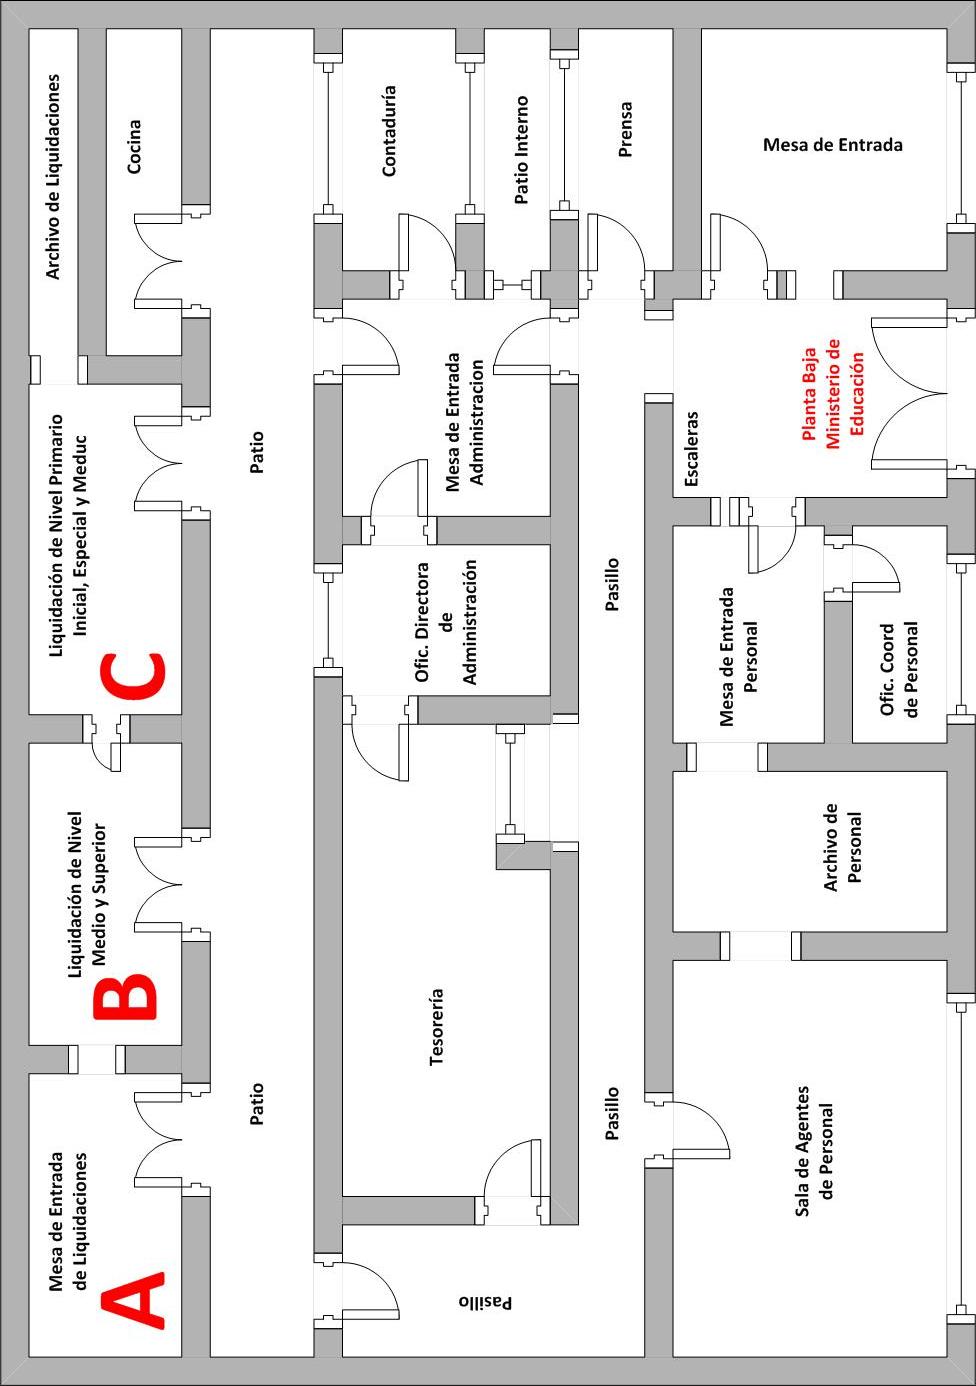 Archivo de Liquidaciones
Cocina
Contaduría
Patio Interno
Prensa
Mesa de Entrada
Liquidación de Nivel Primario
Inicial, Especial y Meduc
C
Patio
Mesa de Entrada
Administracion
Escaleras
Planta Baja
Ministerio de
Educación
Ofic. Directora
de
Administración
Pasillo
Mesa de Entrada
Personal
Ofic. Coord
de Personal
Liquidación de Nivel
Medio y Superior
B
Archivo de
Personal
Tesorería
Mesa de Entrada
de Liquidaciones
A
Patio
Pasillo
Sala de Agentes
de Personal
Pasillo